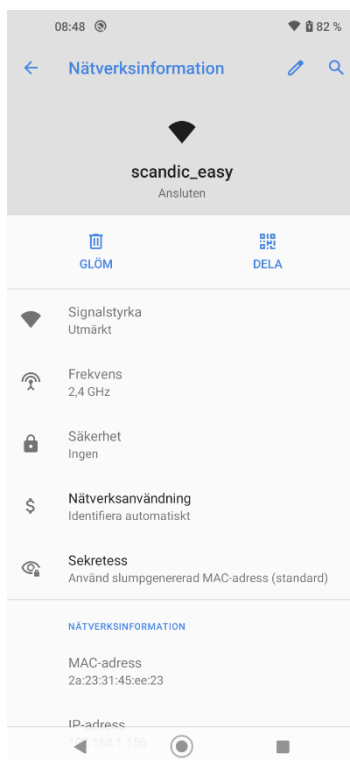 08:48 82 %
Nätverksinformation
scandic_easy
Ansluten
GLÖM DELA
Signalstyrka
Utmärkt
Frekvens
2,4 GHz
Säkerhet
Ingen
Nätverksanvändning
Identifiera automatiskt
Sekretess
Använd slumpgenererad MAC-adress (standard)
NÄTVERKSINFORMATION
MAC-adress
2a:23:31:45:ee:23
IP-adress